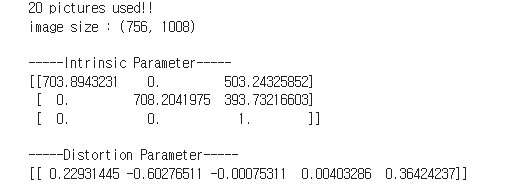 20 pictures used!!
image size : (756, 1008)
-----Intrinsic Parameter-----
[[703.8943231    0.         503.24325852]
 [  0.         708.2041975  393.73216603]
 [  0.           0.           1.        ]]
-----Distortion Parameter-----
[[ 0.22931445 -0.60276511 -0.00075311  0.00403286  0.36424237]]